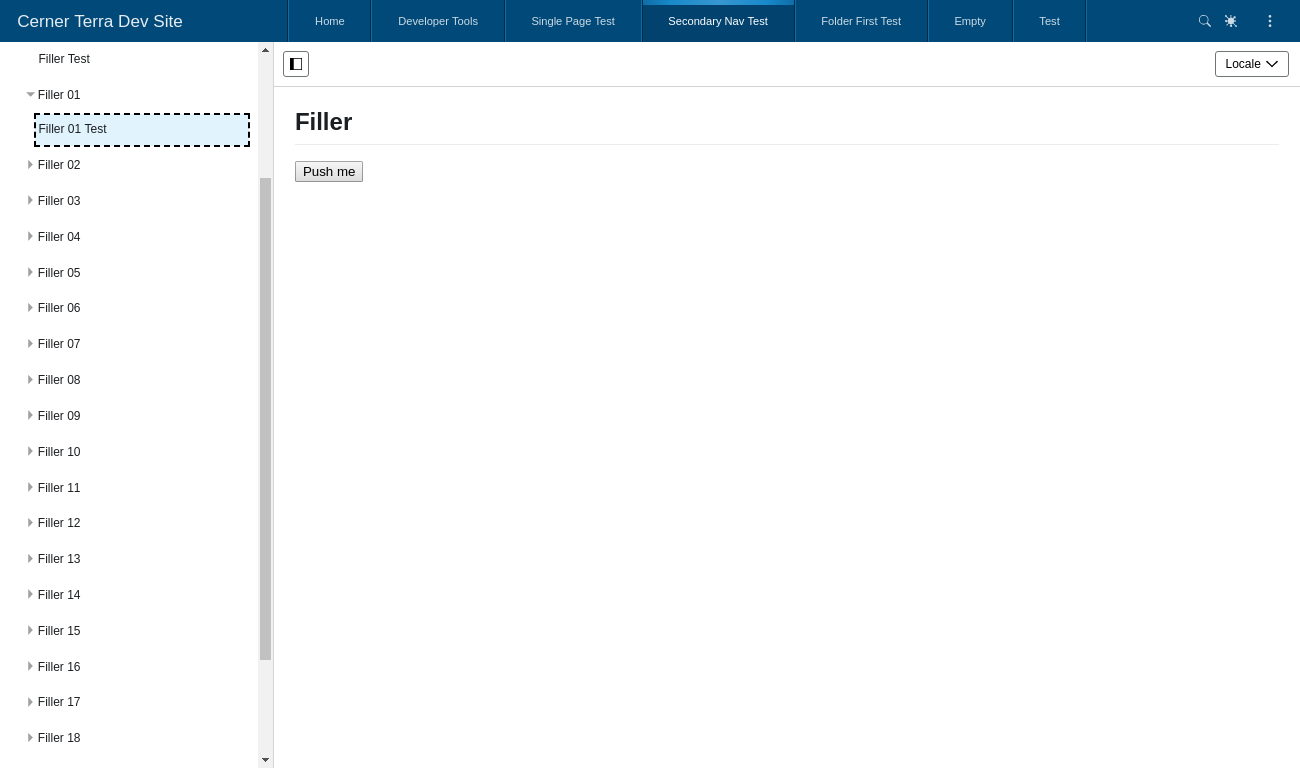 Cerner Terra Dev Site
Home
Developer Tools
Single Page Test
Secondary Nav Test
Folder First Test
Empty
Test
Filler Test
Filler 01
Filler 01 Test
Filler 02
Filler 03
Filler 04
Filler 05
Filler 06
Filler 07
Filler 08
Filler 09
Filler 10
Filler 11
Filler 12
Filler 13
Filler 14
Filler 15
Filler 16
Filler 17
Filler 18
Locale
Filler
Push me